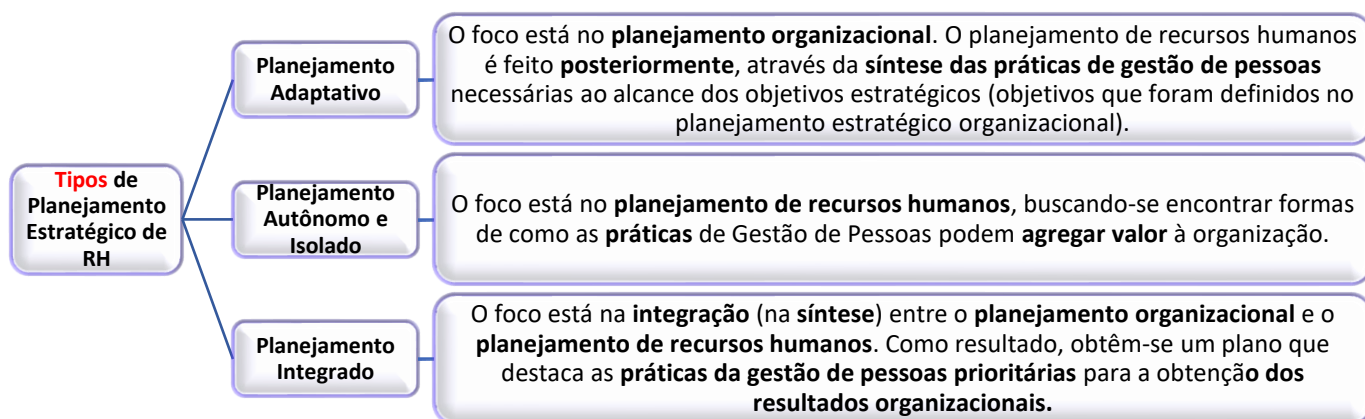 Tipos de
Planejamento
Estratégico de
RH
Planejamento
Adaptativo
O foco está no planejamento organizacional. O planejamento de recursos humanos
é feito posteriormente, através da síntese das práticas de gestão de pessoas
necessárias ao alcance dos objetivos estratégicos (objetivos que foram definidos no
planejamento estratégico organizacional).
Planejamento
Autônomo e
Isolado
O foco está no planejamento de recursos humanos, buscando-se encontrar formas
de como as práticas de Gestão de Pessoas podem agregar valor à organização.
Planejamento
Integrado
O foco está na integração (na síntese) entre o planejamento organizacional e o
planejamento de recursos humanos. Como resultado, obtêm-se um plano que
destaca as práticas da gestão de pessoas prioritárias para a obtenção dos
resultados organizacionais.